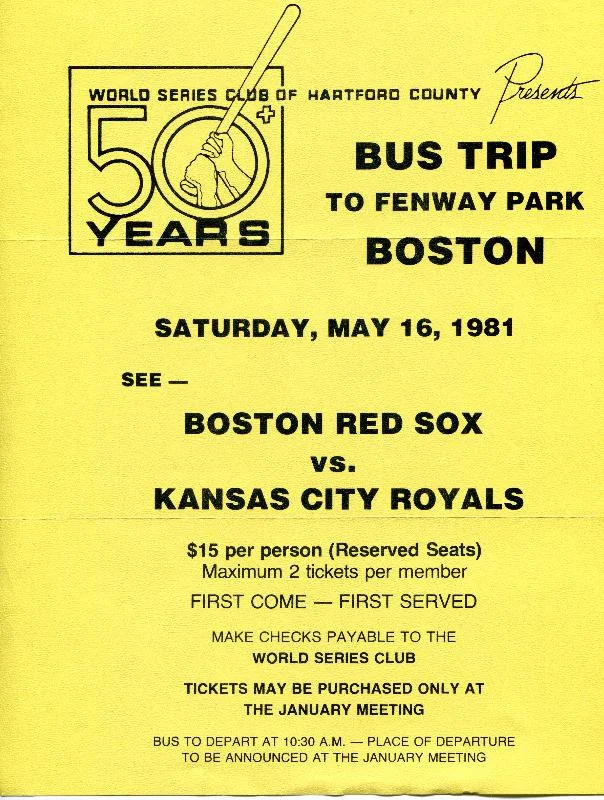 WORLD SERIES CLUB OF HARTFORD COUNTY Presents
50+
YEARS
BUS TRIP
TO FENWAY PARK
BOSTON
SATURDAY, MAY 16, 1981
SEE —
BOSTON RED SOX
vs.
KANSAS CITY ROYALS
$15 per person (Reserved Seats)
Maximum 2 tickets per member
FIRST COME — FIRST SERVED
MAKE CHECKS PAYABLE TO THE
WORLD SERIES CLUB
TICKETS MAY BE PURCHASED ONLY AT
THE JANUARY MEETING
BUS TO DEPART AT 10:30 A.M. — PLACE OF DEPARTURE
TO BE ANNOUNCED AT THE JANUARY MEETING